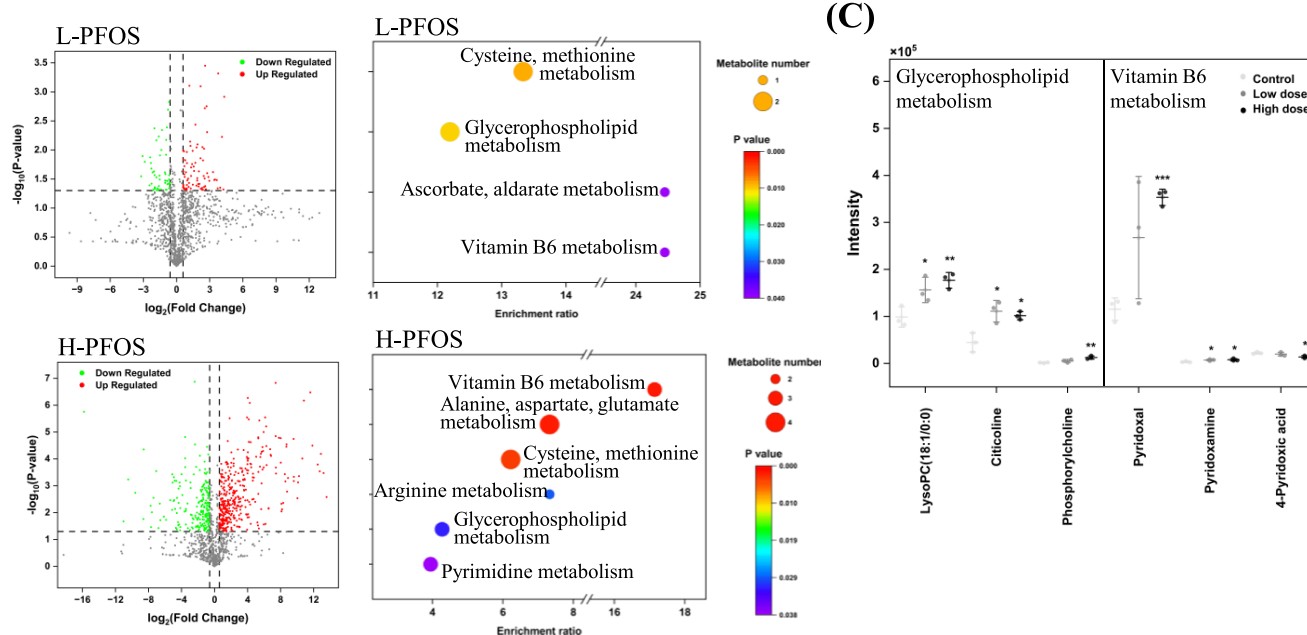 L-PFOS
Down Regulated
Up Regulated
3.5
3.0
2.5
2.0
1.5
1.0
0.5
0.0
-log10(P-value)
−9
−6
−3
0
3
6
9
12
log2(Fold Change)
L-PFOS
Cysteine, methionine
metabolism
Glycerophospholipid
metabolism
Ascorbate, aldarate metabolism
Vitamin B6 metabolism
11
12
13
14
24
25
Enrichment ratio
Metabolite number
1
2
P value
0.000
0.010
0.020
0.030
0.040
H-PFOS
Down Regulated
Up Regulated
7
6
5
4
3
2
1
0
-log10(P-value)
−16
−12
−8
−4
0
4
8
12
log2(Fold Change)
H-PFOS
Vitamin B6 metabolism
Alanine, aspartate, glutamate
metabolism
Cysteine, methionine
metabolism
Arginine metabolism
Glycerophospholipid
metabolism
Pyrimidine metabolism
4
6
8
16
18
Enrichment ratio
Metabolite number
2
3
4
P value
0.000
0.010
0.019
0.029
0.038
(C)
×10⁵
6
5
4
3
2
1
0
Intensity
Glycerophospholipid
metabolism
Vitamin B6
metabolism
Control
Low dose
High dose
*
**
*
*
**
***
*
*
*
LysoPC(18:1/0:0)
Citicoline
Phosphorylcholine
Pyridoxal
Pyridoxamine
4-Pyridoxic acid